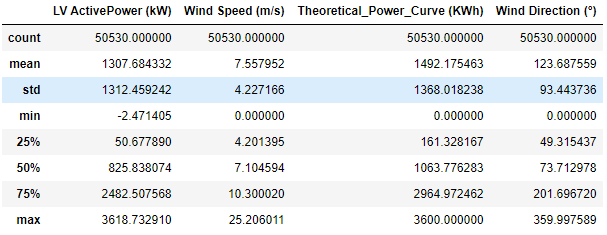 LV ActivePower (kW) Wind Speed (m/s) Theoretical_Power_Curve (KWh) Wind Direction (°)
count 50530.000000 50530.000000 50530.000000 50530.000000
mean 1307.684332 7.557952 1492.175463 123.687559
std 1312.459242 4.227166 1368.018238 93.443736
min -2.471405 0.000000 0.000000 0.000000
25% 50.677890 4.201395 161.328167 49.315437
50% 825.838074 7.104594 1063.776283 73.712978
75% 2482.507568 10.300020 2964.972462 201.696720
max 3618.732910 25.206011 3600.000000 359.997589